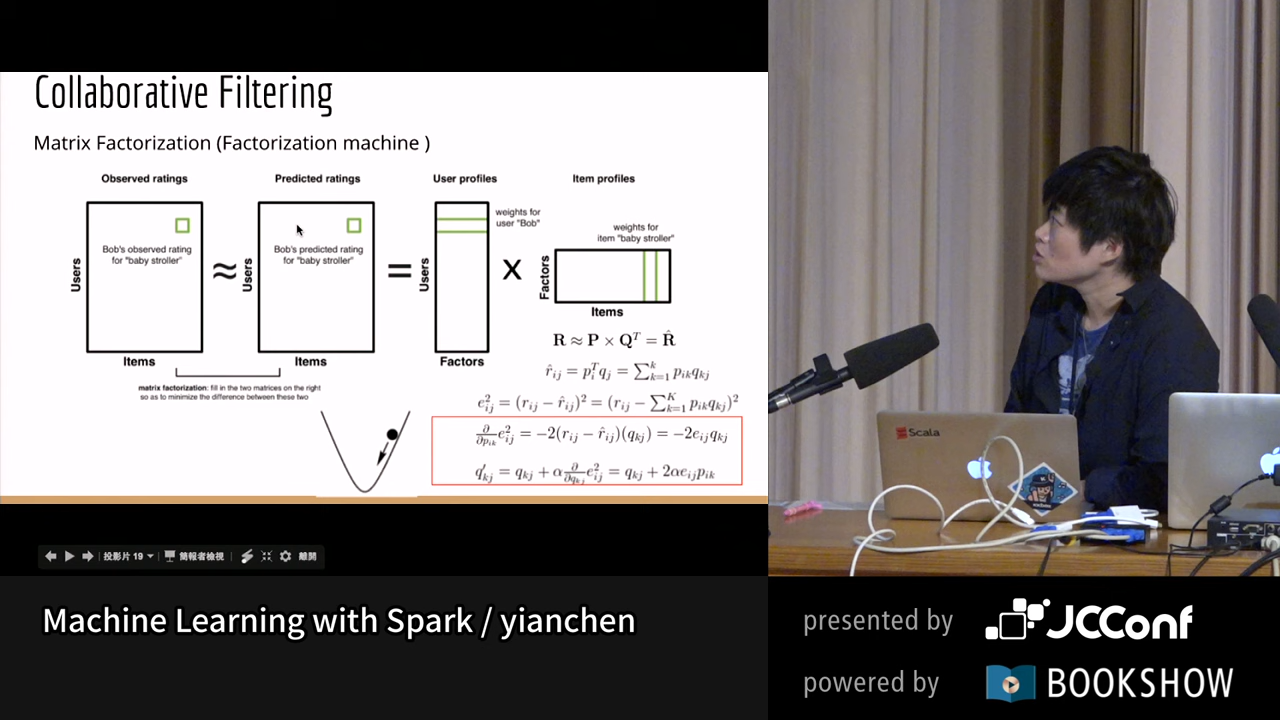 Collaborative Filtering
Matrix Factorization (Factorization machine )
Observed ratings
Predicted ratings
User profiles
Item profiles
Bob's observed rating
for "baby stroller"
Users
Items
≈
Bob's predicted rating
for "baby stroller"
Users
Items
=
weights for
user "Bob"
Users
Factors
X
weights for
item "baby stroller"
Factors
Items
matrix factorization: fill in the two matrices on the right
so as to minimize the difference between these two
R ≈ P × Q^T = R̂
r̂_ij = p_i^T q_j = ∑_{k=1}^k p_ik q_kj
e_ij^2 = (r_ij − r̂_ij)^2 = (r_ij − ∑_{k=1}^K p_ik q_kj)^2
∂/∂p_ik e_ij^2 = −2(r_ij − r̂_ij)(q_kj) = −2e_ij q_kj
q′_kj = q_kj + α ∂/∂q_kj e_ij^2 = q_kj + 2αe_ij p_ik
投影片 19
簡報者檢視
離開
Scala
Machine Learning with Spark / yianchen
presented by JCConf
powered by BOOKSHOW